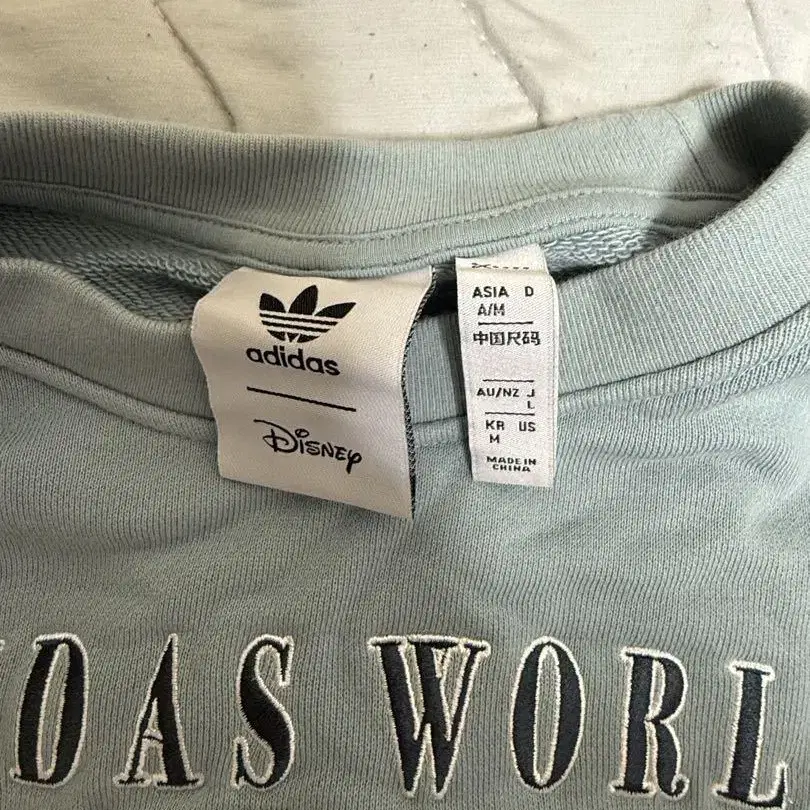 adidas
Disney
ASIA D
A/M
中国尺码
AU/NZ J
L
KR US
M
MADE IN
CHINA
DAS WORL